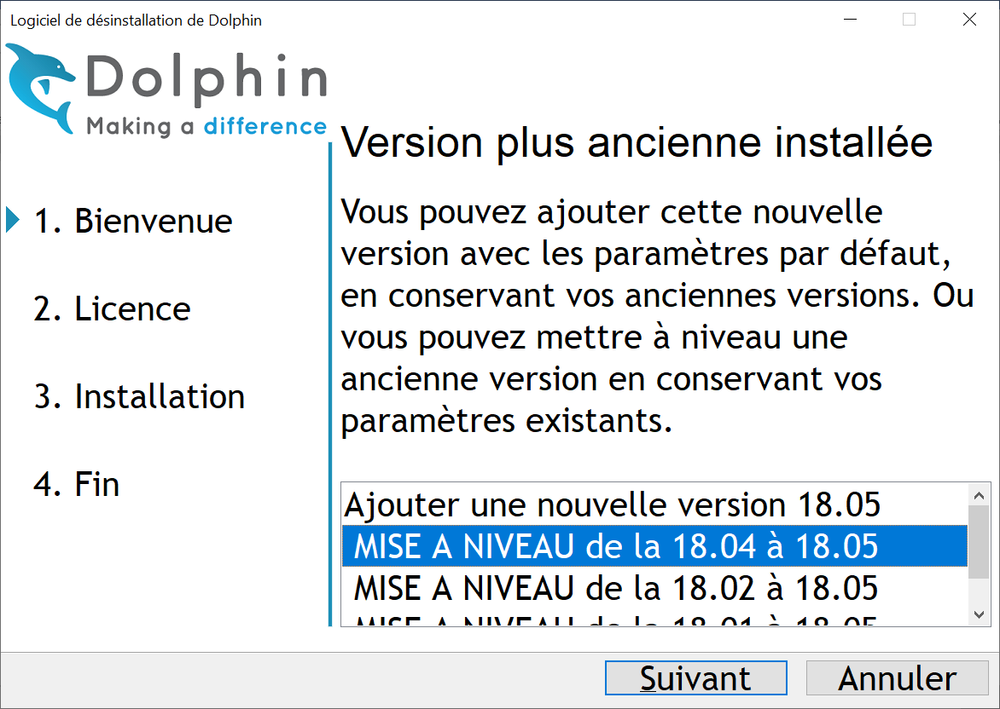 Logiciel de désinstallation de Dolphin
Dolphin
Making a difference
1. Bienvenue
2. Licence
3. Installation
4. Fin
Version plus ancienne installée
Vous pouvez ajouter cette nouvelle
version avec les paramètres par défaut,
en conservant vos anciennes versions. Ou
vous pouvez mettre à niveau une
ancienne version en conservant vos
paramètres existants.
Ajouter une nouvelle version 18.05
MISE A NIVEAU de la 18.04 à 18.05
MISE A NIVEAU de la 18.02 à 18.05
MISE A NIVEAU de la 18.01 à 18.05
Suivant
Annuler